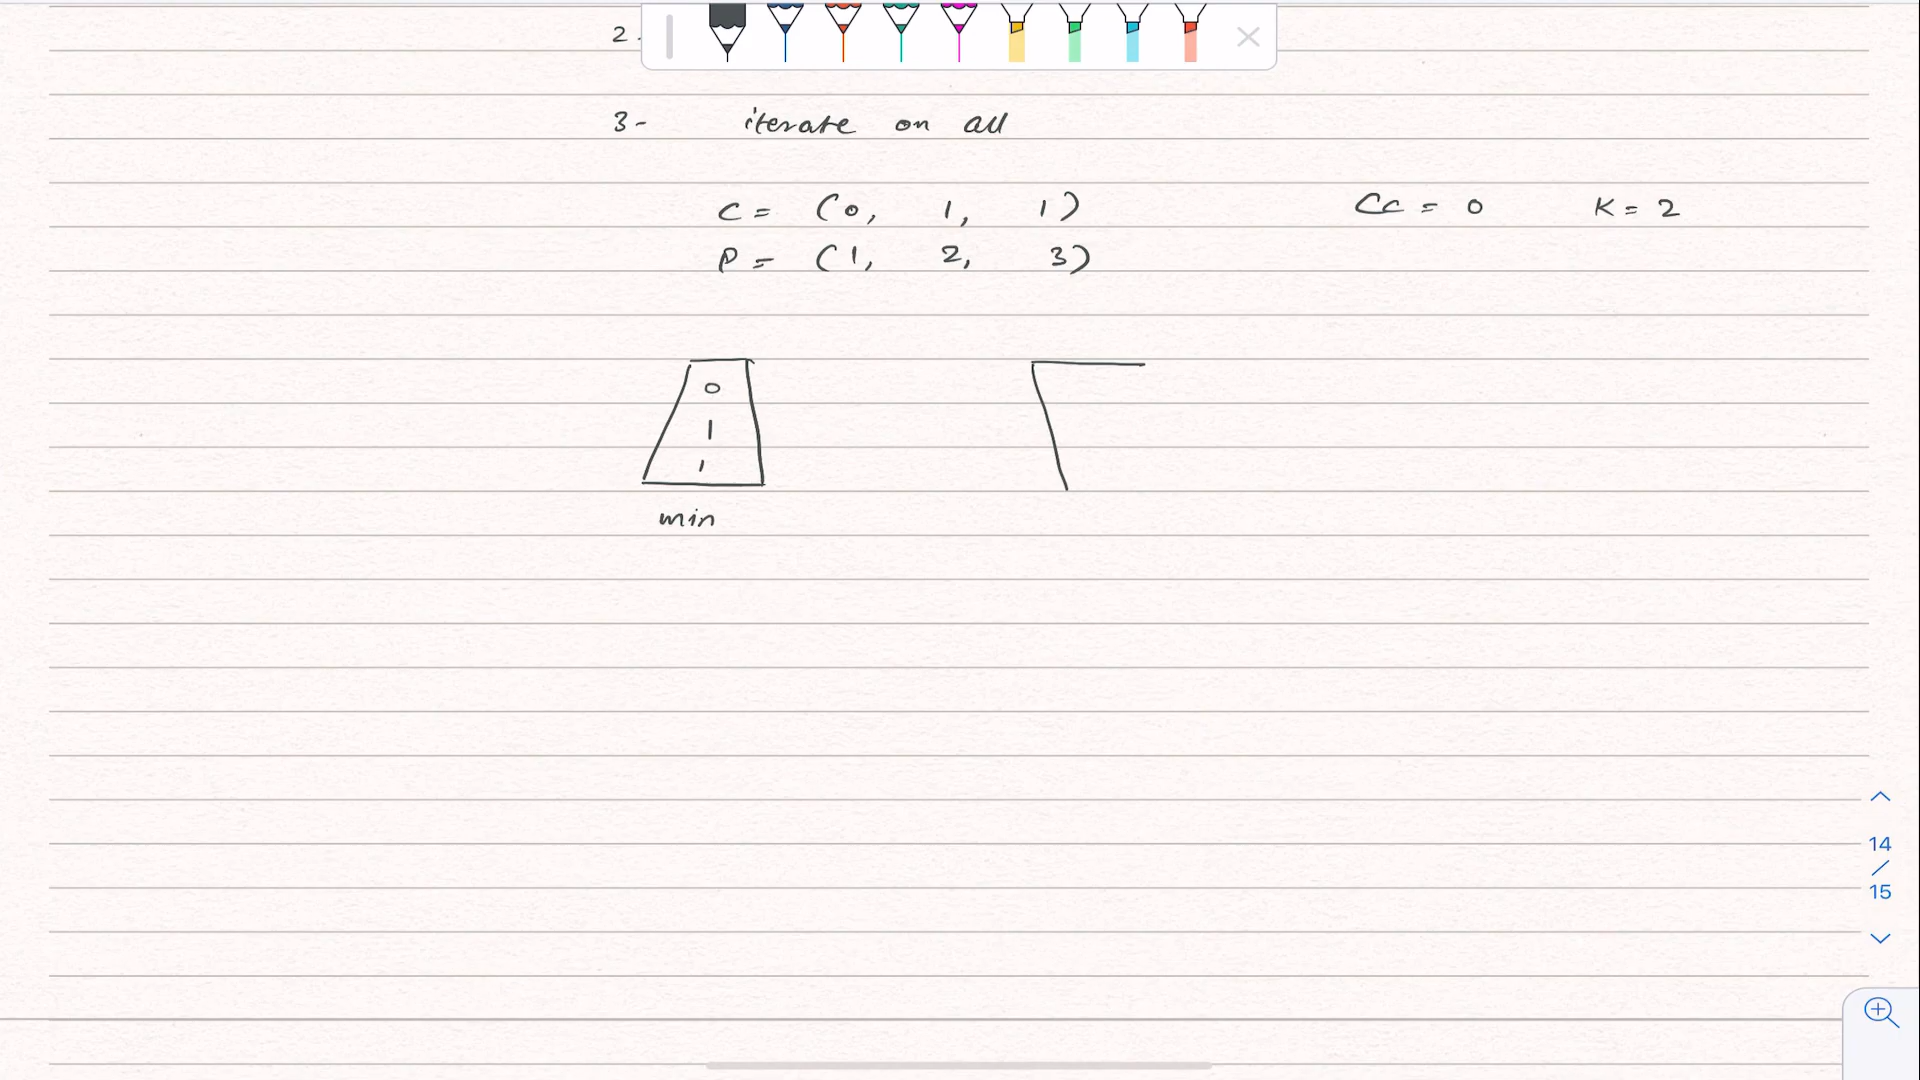 2.
3- iterate on all
C = (0, 1, 1) Cc = 0 K = 2
P = (1, 2, 3)
0
1
1
min
14
/
15